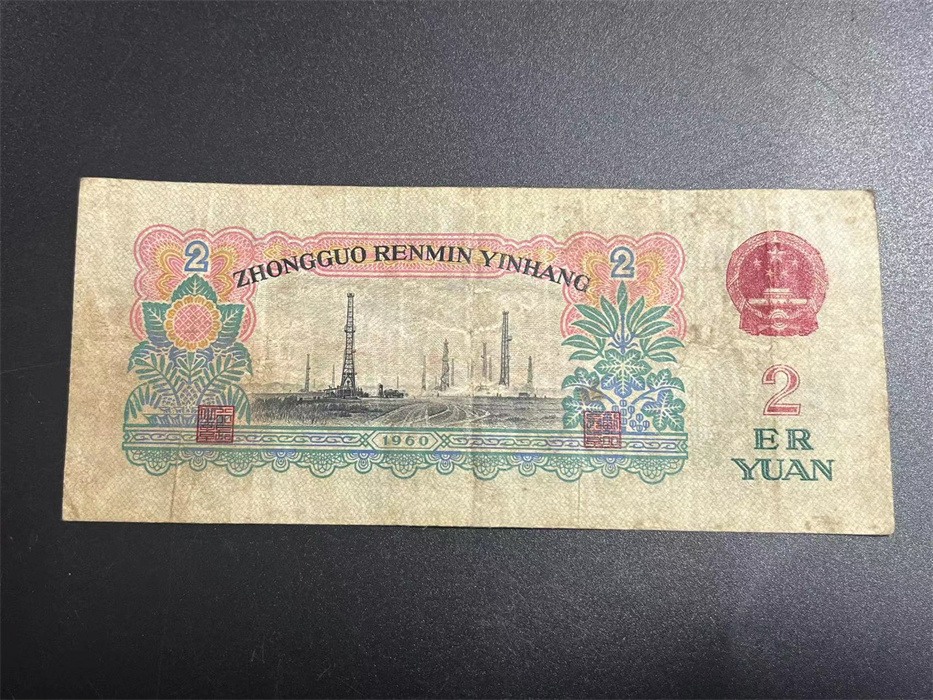 2
2
ZHONGGUO RENMIN YINHANG
1960
2
ER
YUAN